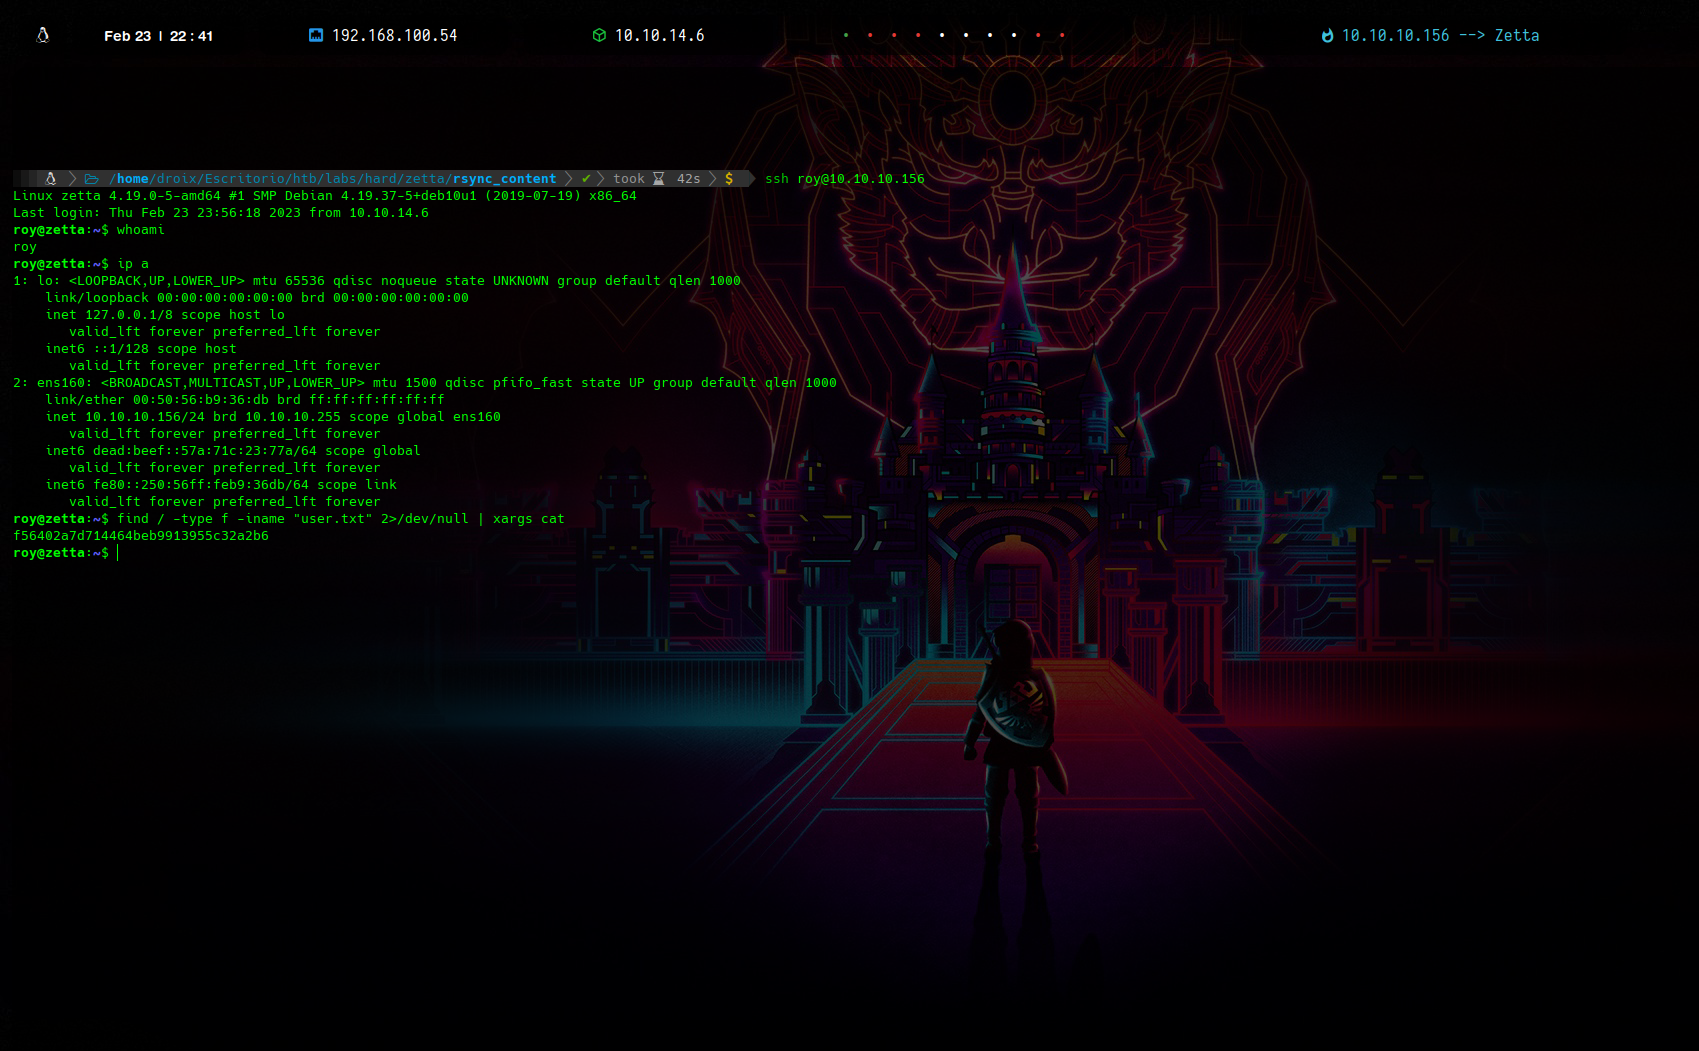 Feb 23 | 22 : 41 192.168.100.54 10.10.14.6 10.10.10.156 --> Zetta
/home/droix/Escritorio/htb/labs/hard/zetta/rsync_content ✔ took 42s $ ssh roy@10.10.10.156
Linux zetta 4.19.0-5-amd64 #1 SMP Debian 4.19.37-5+deb10u1 (2019-07-19) x86_64
Last login: Thu Feb 23 23:56:18 2023 from 10.10.14.6
roy@zetta:~$ whoami
roy
roy@zetta:~$ ip a
1: lo: <LOOPBACK,UP,LOWER_UP> mtu 65536 qdisc noqueue state UNKNOWN group default qlen 1000
    link/loopback 00:00:00:00:00:00 brd 00:00:00:00:00:00
    inet 127.0.0.1/8 scope host lo
       valid_lft forever preferred_lft forever
    inet6 ::1/128 scope host
       valid_lft forever preferred_lft forever
2: ens160: <BROADCAST,MULTICAST,UP,LOWER_UP> mtu 1500 qdisc pfifo_fast state UP group default qlen 1000
    link/ether 00:50:56:b9:36:db brd ff:ff:ff:ff:ff:ff
    inet 10.10.10.156/24 brd 10.10.10.255 scope global ens160
       valid_lft forever preferred_lft forever
    inet6 dead:beef::57a:71c:23:77a/64 scope global
       valid_lft forever preferred_lft forever
    inet6 fe80::250:56ff:feb9:36db/64 scope link
       valid_lft forever preferred_lft forever
roy@zetta:~$ find / -type f -iname "user.txt" 2>/dev/null | xargs cat
f56402a7d714464beb9913955c32a2b6
roy@zetta:~$